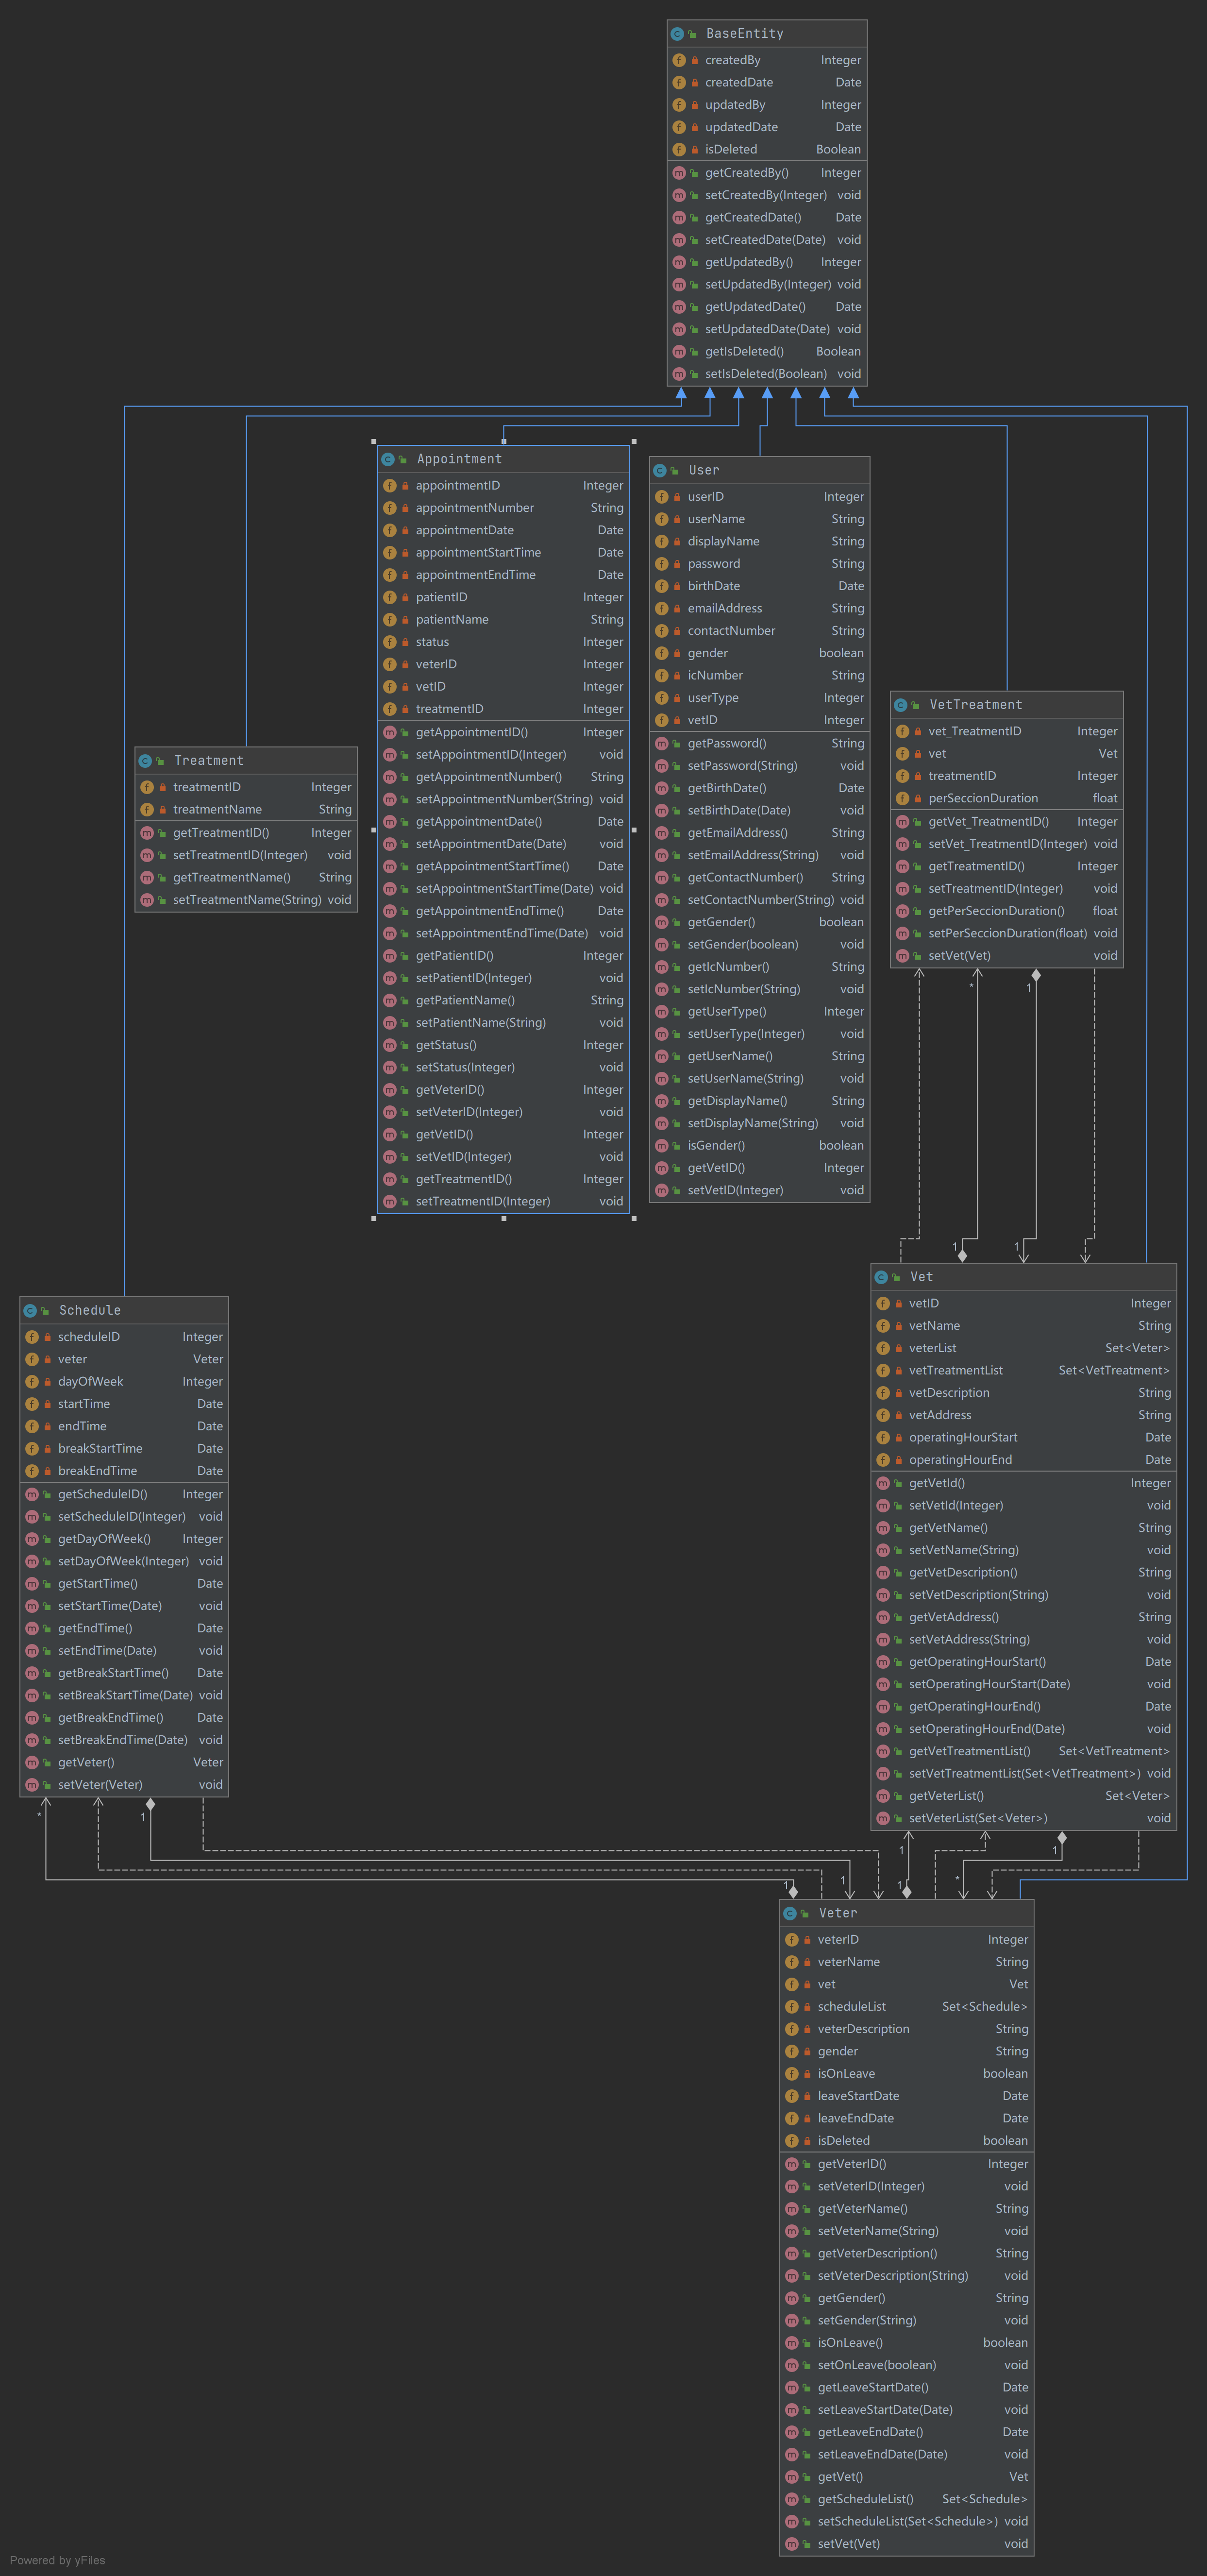 BaseEntity
createdBy Integer
createdDate Date
updatedBy Integer
updatedDate Date
isDeleted Boolean
getCreatedBy() Integer
setCreatedBy(Integer) void
getCreatedDate() Date
setCreatedDate(Date) void
getUpdatedBy() Integer
setUpdatedBy(Integer) void
getUpdatedDate() Date
setUpdatedDate(Date) void
getIsDeleted() Boolean
setIsDeleted(Boolean) void
Appointment
appointmentID Integer
appointmentNumber String
appointmentDate Date
appointmentStartTime Date
appointmentEndTime Date
patientID Integer
patientName String
status Integer
veterID Integer
vetID Integer
treatmentID Integer
getAppointmentID() Integer
setAppointmentID(Integer) void
getAppointmentNumber() String
setAppointmentNumber(String) void
getAppointmentDate() Date
setAppointmentDate(Date) void
getAppointmentStartTime() Date
setAppointmentStartTime(Date) void
getAppointmentEndTime() Date
setAppointmentEndTime(Date) void
getPatientID() Integer
setPatientID(Integer) void
getPatientName() String
setPatientName(String) void
getStatus() Integer
setStatus(Integer) void
getVeterID() Integer
setVeterID(Integer) void
getVetID() Integer
setVetID(Integer) void
getTreatmentID() Integer
setTreatmentID(Integer) void
User
userID Integer
userName String
displayName String
password String
birthDate Date
emailAddress String
contactNumber String
gender boolean
icNumber String
userType Integer
vetID Integer
getPassword() String
setPassword(String) void
getBirthDate() Date
setBirthDate(Date) void
getEmailAddress() String
setEmailAddress(String) void
getContactNumber() String
setContactNumber(String) void
getGender() boolean
setGender(boolean) void
getIcNumber() String
setIcNumber(String) void
getUserType() Integer
setUserType(Integer) void
getUserName() String
setUserName(String) void
getDisplayName() String
setDisplayName(String) void
isGender() boolean
getVetID() Integer
setVetID(Integer) void
VetTreatment
vet_TreatmentID Integer
vet Vet
treatmentID Integer
perSeccionDuration float
getVet_TreatmentID() Integer
setVet_TreatmentID(Integer) void
getTreatmentID() Integer
setTreatmentID(Integer) void
getPerSeccionDuration() float
setPerSeccionDuration(float) void
setVet(Vet) void
Treatment
treatmentID Integer
treatmentName String
getTreatmentID() Integer
setTreatmentID(Integer) void
getTreatmentName() String
setTreatmentName(String) void
* 1
1 1
Vet
vetID Integer
vetName String
veterList Set<Veter>
vetTreatmentList Set<VetTreatment>
vetDescription String
vetAddress String
operatingHourStart Date
operatingHourEnd Date
getVetId() Integer
setVetId(Integer) void
getVetName() String
setVetName(String) void
getVetDescription() String
setVetDescription(String) void
getVetAddress() String
setVetAddress(String) void
getOperatingHourStart() Date
setOperatingHourStart(Date) void
getOperatingHourEnd() Date
setOperatingHourEnd(Date) void
getVetTreatmentList() Set<VetTreatment>
setVetTreatmentList(Set<VetTreatment>) void
getVeterList() Set<Veter>
setVeterList(Set<Veter>) void
Schedule
scheduleID Integer
veter Veter
dayOfWeek Integer
startTime Date
endTime Date
breakStartTime Date
breakEndTime Date
getScheduleID() Integer
setScheduleID(Integer) void
getDayOfWeek() Integer
setDayOfWeek(Integer) void
getStartTime() Date
setStartTime(Date) void
getEndTime() Date
setEndTime(Date) void
getBreakStartTime() Date
setBreakStartTime(Date) void
getBreakEndTime() Date
setBreakEndTime(Date) void
getVeter() Veter
setVeter(Veter) void
* 1
1 1
1 1 1 *
Veter
veterID Integer
veterName String
vet Vet
scheduleList Set<Schedule>
veterDescription String
gender String
isOnLeave boolean
leaveStartDate Date
leaveEndDate Date
isDeleted boolean
getVeterID() Integer
setVeterID(Integer) void
getVeterName() String
setVeterName(String) void
getVeterDescription() String
setVeterDescription(String) void
getGender() String
setGender(String) void
isOnLeave() boolean
setOnLeave(boolean) void
getLeaveStartDate() Date
setLeaveStartDate(Date) void
getLeaveEndDate() Date
setLeaveEndDate(Date) void
getVet() Vet
getScheduleList() Set<Schedule>
setScheduleList(Set<Schedule>) void
setVet(Vet) void
Powered by yFiles